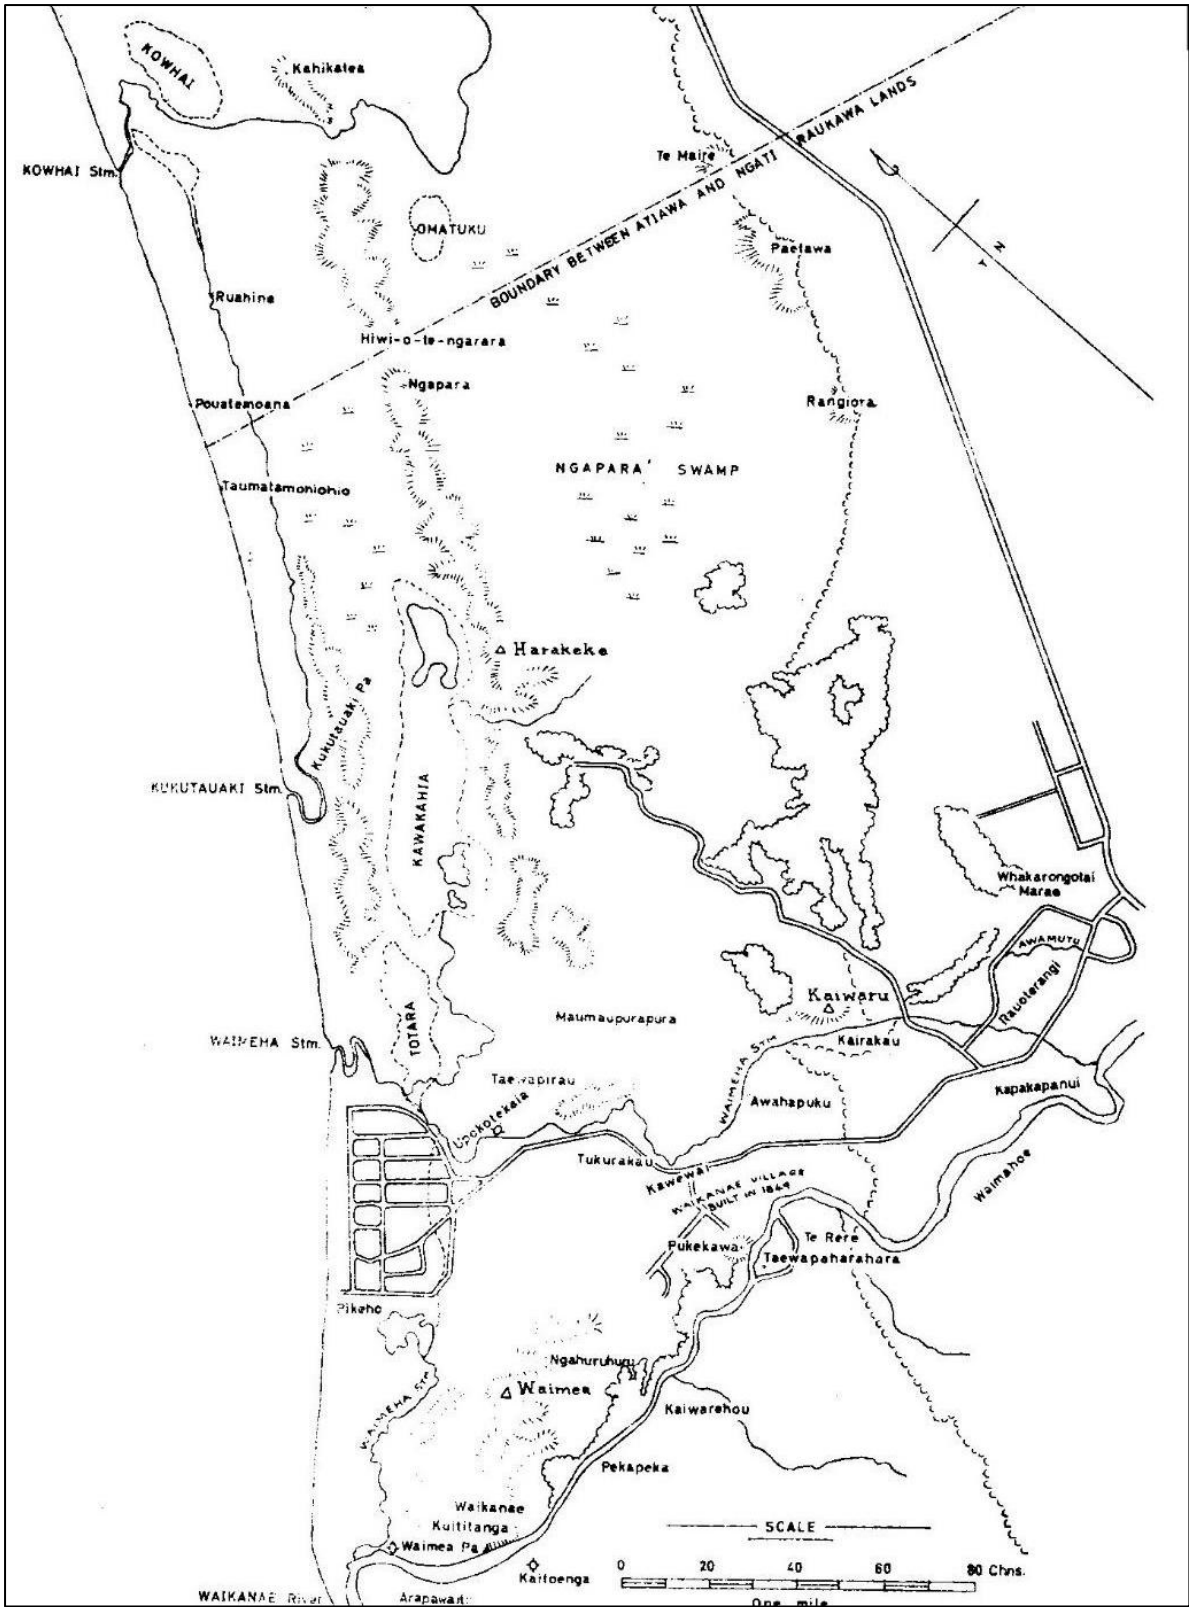 KOWHAI
Kahikatea
KOWHAI Stm.
Te Maire
BOUNDARY BETWEEN ATIAWA AND NGATI RAUKAWA LANDS
OMATUKU
Paetawa
N
Ruahine
Hiwi-o-te-ngarara
Ngapara
Pouatemoana
Rangiora
NGAPARA SWAMP
Taumatamoniohio
Harakeke
Kukutauaki Pa
KUKUTAUAKI Stm.
KAWAKAHIA
Whakarongotai
Marae
AWAMUTU
Rauoterangi
Kaiwaru
Maumaupurapura
TOTARA
WAIMEHA Stm.
Kairakau
WAIMEHA STM
Taewapirau
Kapakapanui
Awahapuku
Upokotekaia
Tukurakau
Kawewai
WAIKANAE VILLAGE
BUILT IN 1849
Waimahoe
Pukekawa
Te Rere
Taewapaharahara
Pikeho
Ngahuruhuru
WAIMEHA STM
Waimea
Kaiwarehou
Pekapeka
Waikanae
Kuititanga
Waimea Pa
SCALE
Kaitoenga
0 20 40 60 80 Chns.
WAIKANAE River
One mile